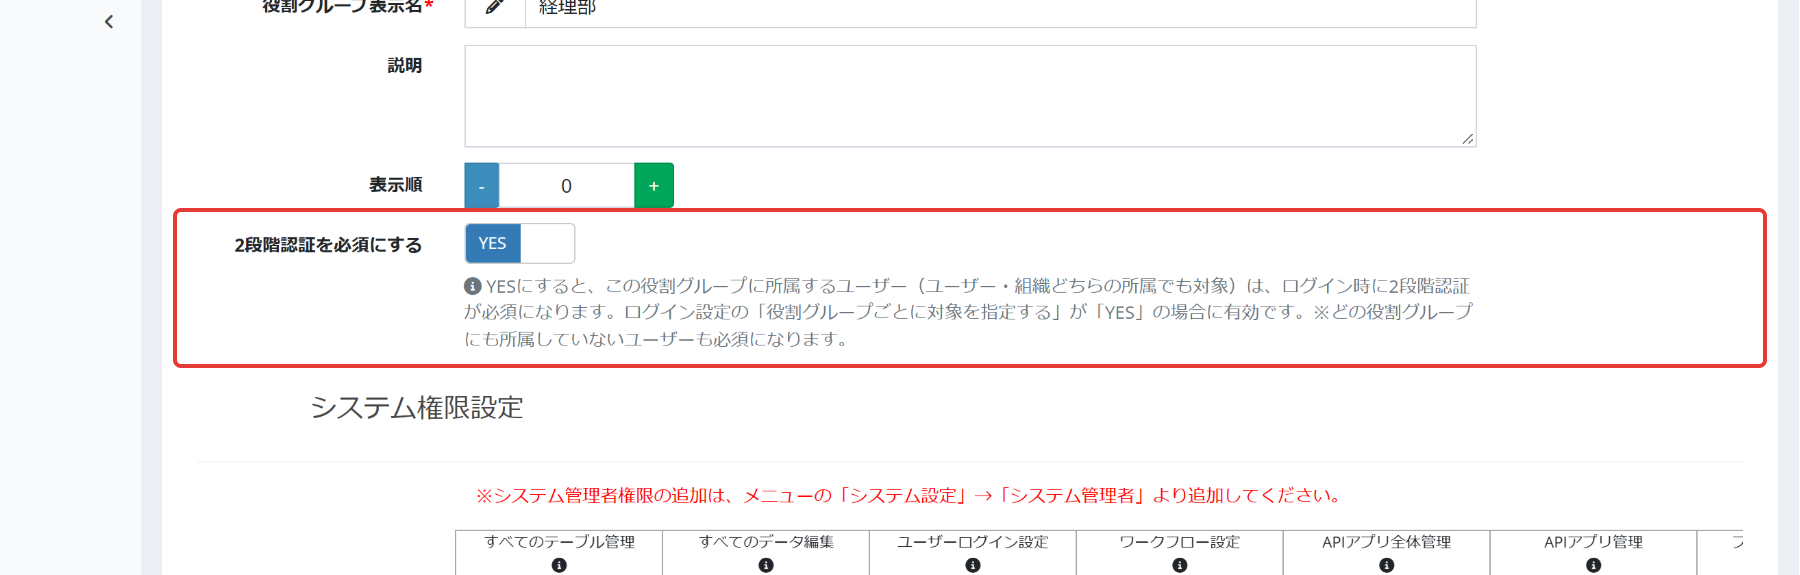 役割グループ表示名*
経理部
説明
表示順
-
0
+
2段階認証を必須にする
YES
YESにすると、この役割グループに所属するユーザー（ユーザー・組織どちらの所属でも対象）は、ログイン時に2段階認証
が必須になります。ログイン設定の「役割グループごとに対象を指定する」が「YES」の場合に有効です。※どの役割グループ
にも所属していないユーザーも必須になります。
システム権限設定
※システム管理者権限の追加は、メニューの「システム設定」→「システム管理者」より追加してください。
すべてのテーブル管理
すべてのデータ編集
ユーザーログイン設定
ワークフロー設定
APIアプリ全体管理
APIアプリ管理